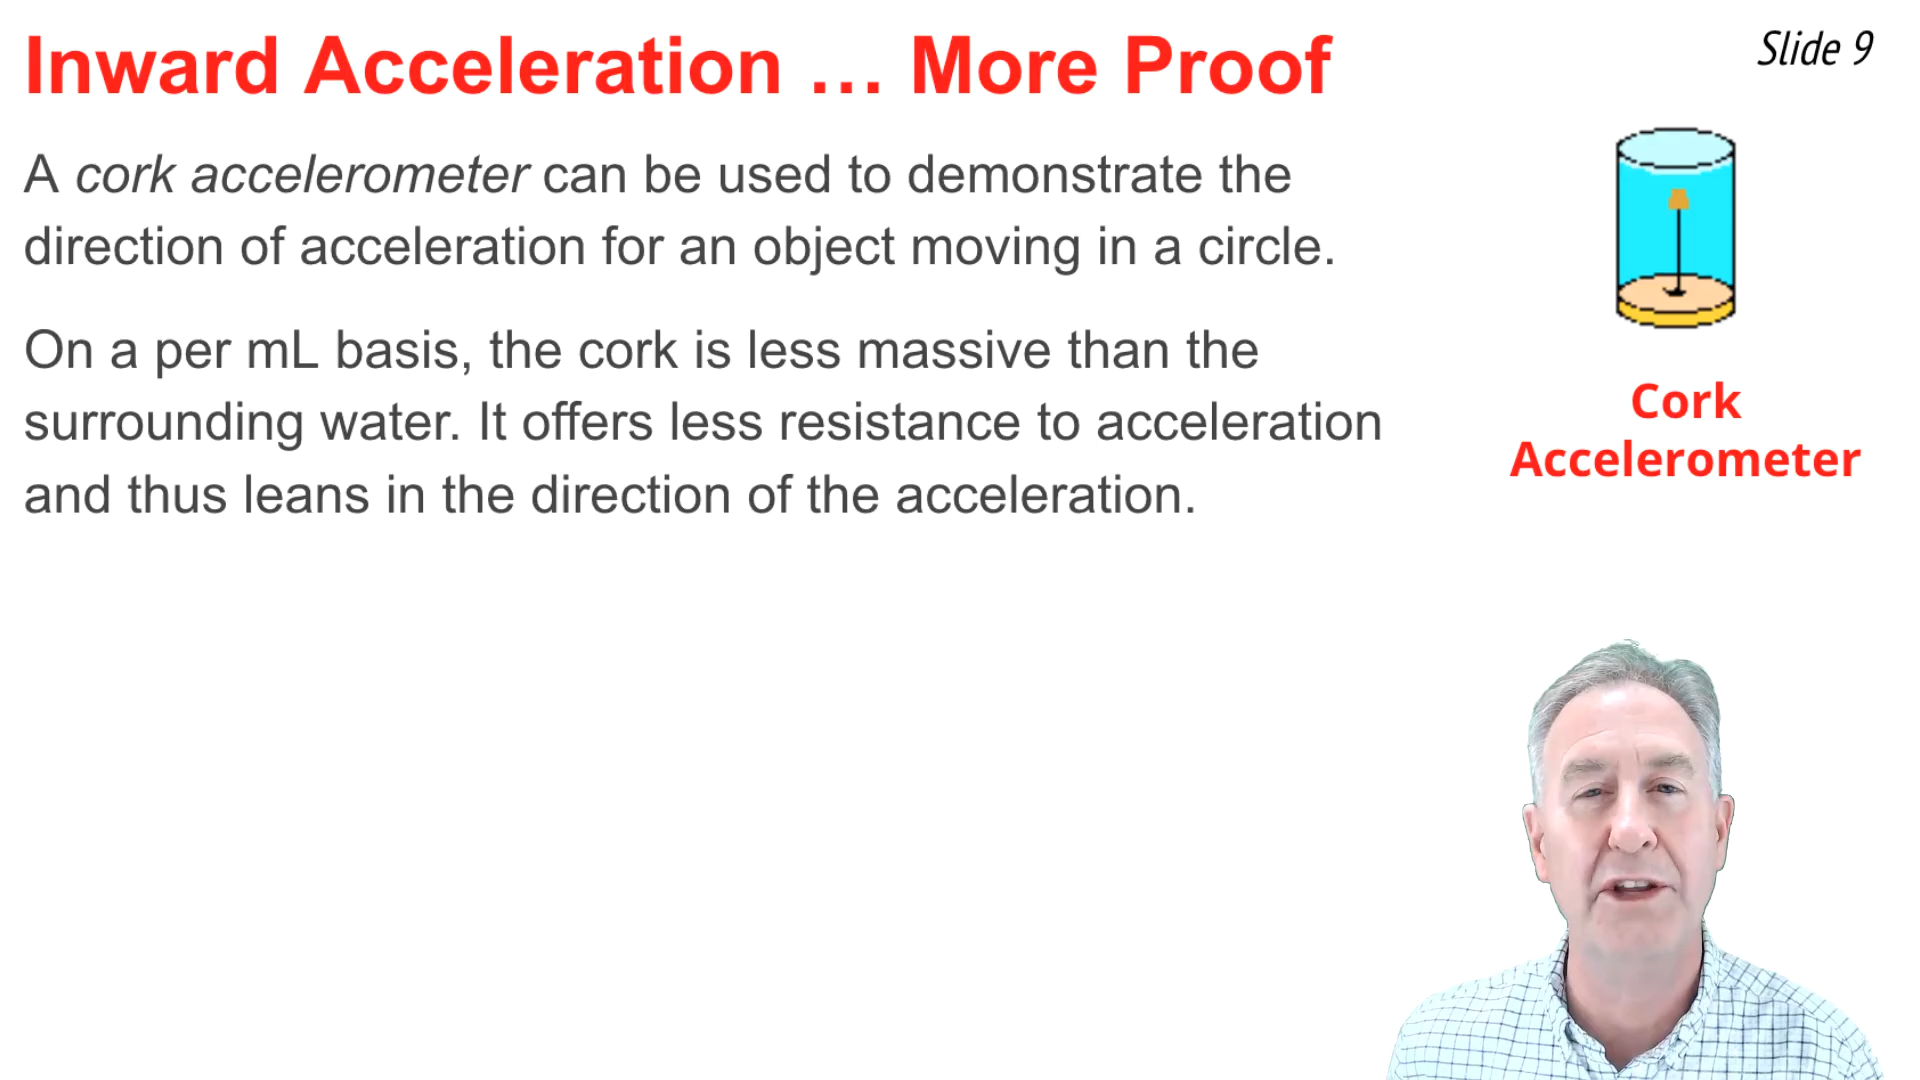 Inward Acceleration … More Proof
Slide 9
A cork accelerometer can be used to demonstrate the
direction of acceleration for an object moving in a circle.
On a per mL basis, the cork is less massive than the
surrounding water. It offers less resistance to acceleration
and thus leans in the direction of the acceleration.
Cork
Accelerometer